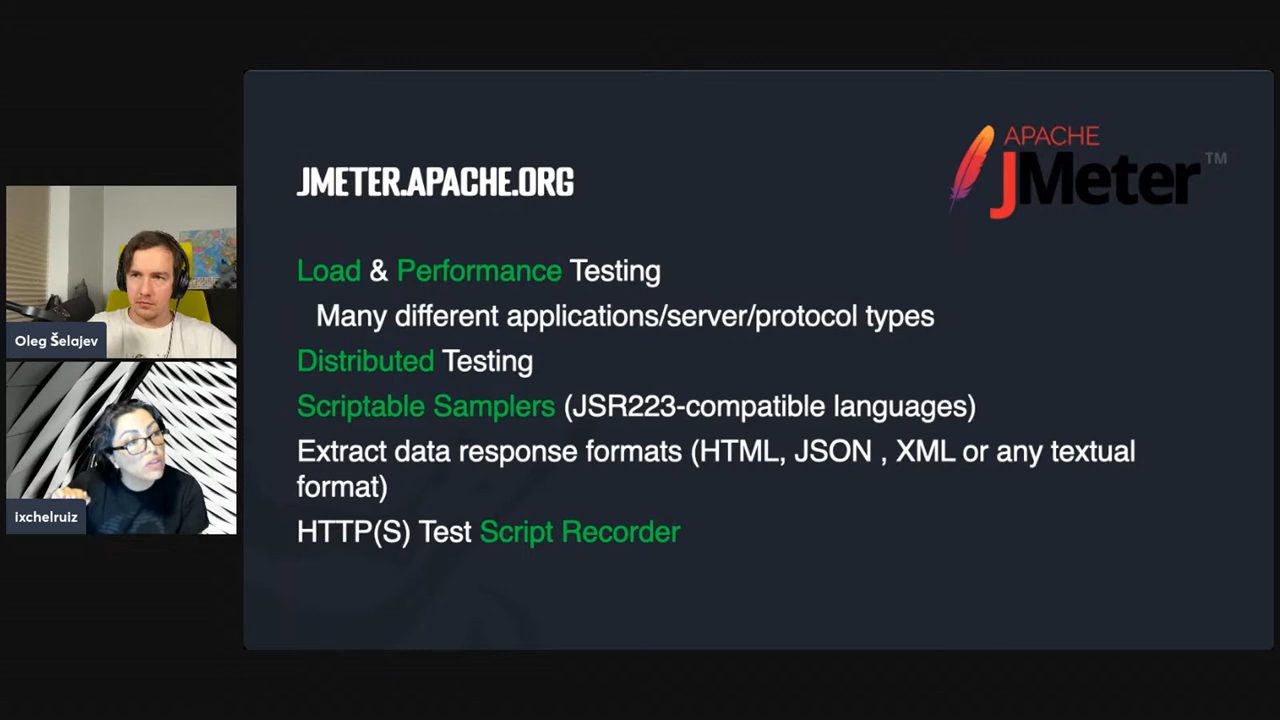 JMETER.APACHE.ORG
APACHE
JMeter™
Load & Performance Testing
Many different applications/server/protocol types
Distributed Testing
Scriptable Samplers (JSR223-compatible languages)
Extract data response formats (HTML, JSON , XML or any textual
format)
HTTP(S) Test Script Recorder
Oleg Šelajev
ixchelruiz